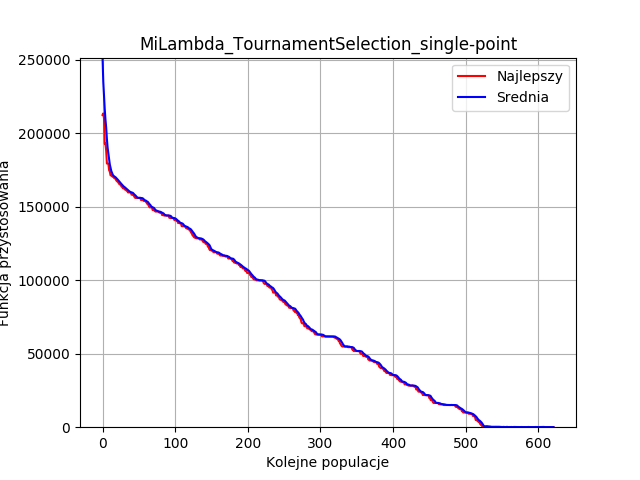 MiLambda_TournamentSelection_single-point
250000
200000
150000
100000
50000
0
Funkcja przystosowania
Najlepszy
Srednia
0 100 200 300 400 500 600
Kolejne populacje